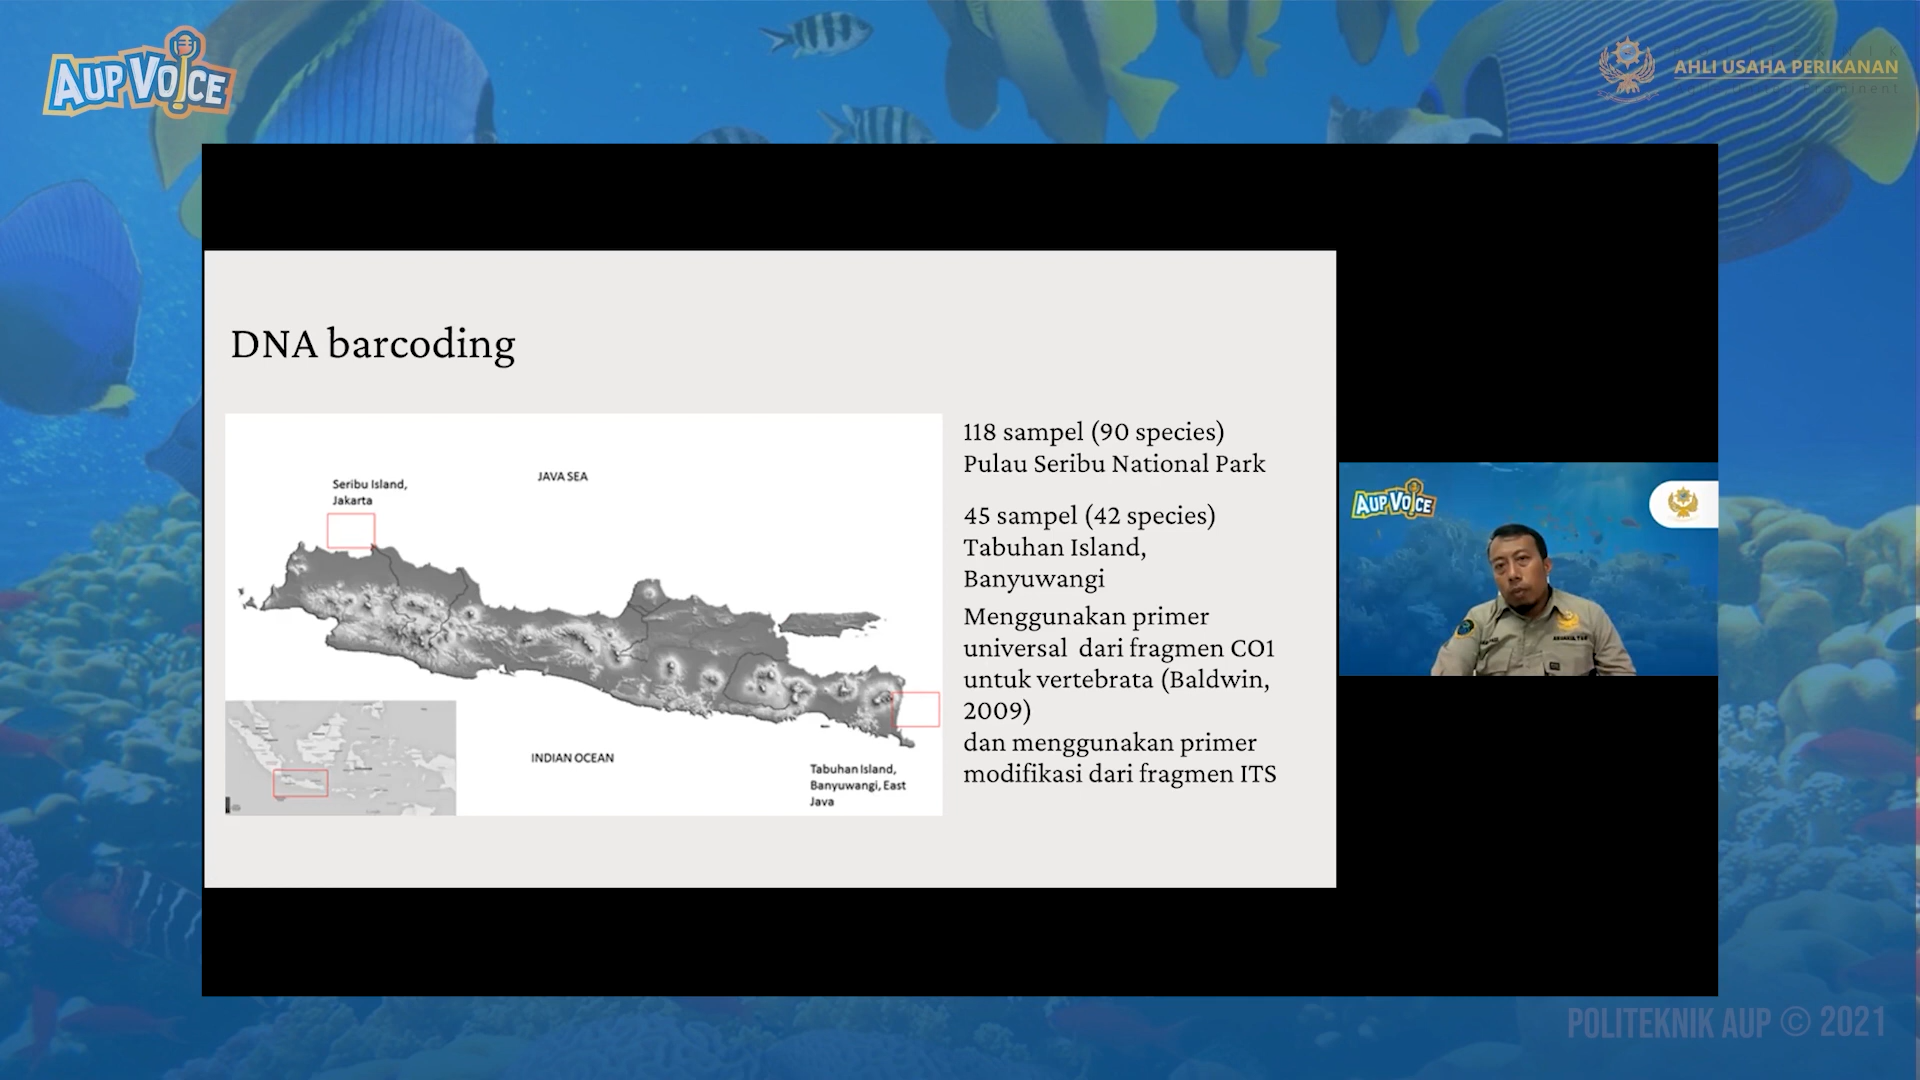 AUP VOICE
POLITEKNIK
AHLI USAHA PERIKANAN
DNA barcoding
Seribu Island,
Jakarta
JAVA SEA
INDIAN OCEAN
Tabuhan Island,
Banyuwangi, East
Java
118 sampel (90 species)
Pulau Seribu National Park
45 sampel (42 species)
Tabuhan Island,
Banyuwangi
Menggunakan primer
universal dari fragmen CO1
untuk vertebrata (Baldwin,
2009)
dan menggunakan primer
modifikasi dari fragmen ITS
AUP VOICE
POLITEKNIK AUP © 2021